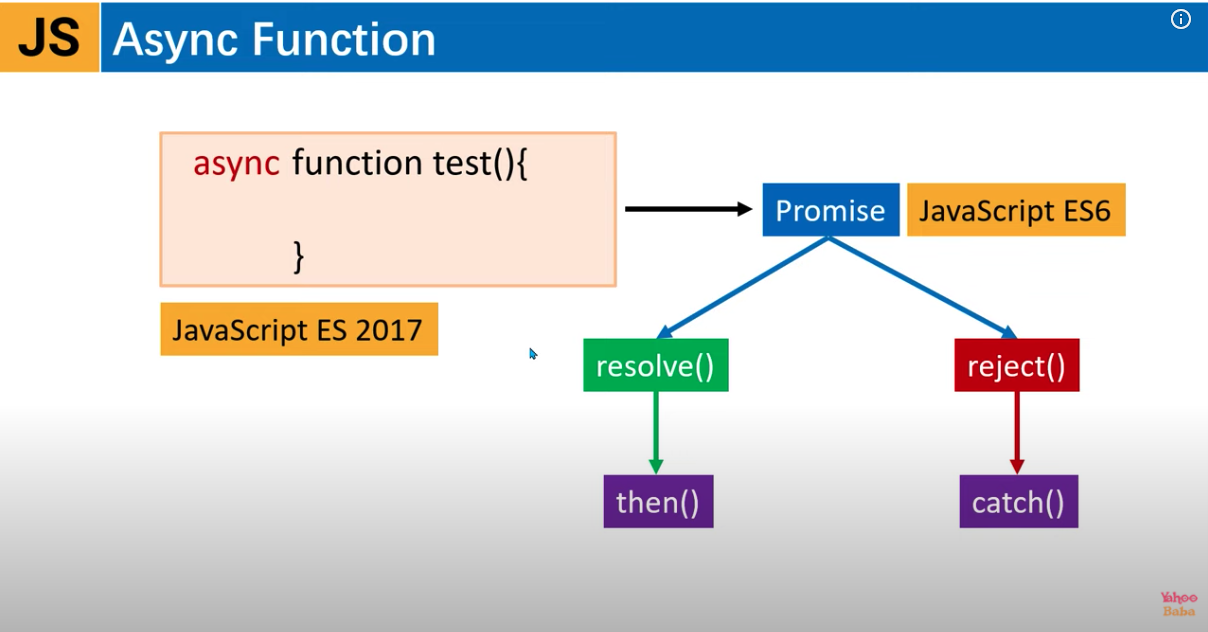 JS Async Function
async function test(){
}
JavaScript ES 2017
Promise JavaScript ES6
resolve() reject()
then() catch()
Yahoo
Baba